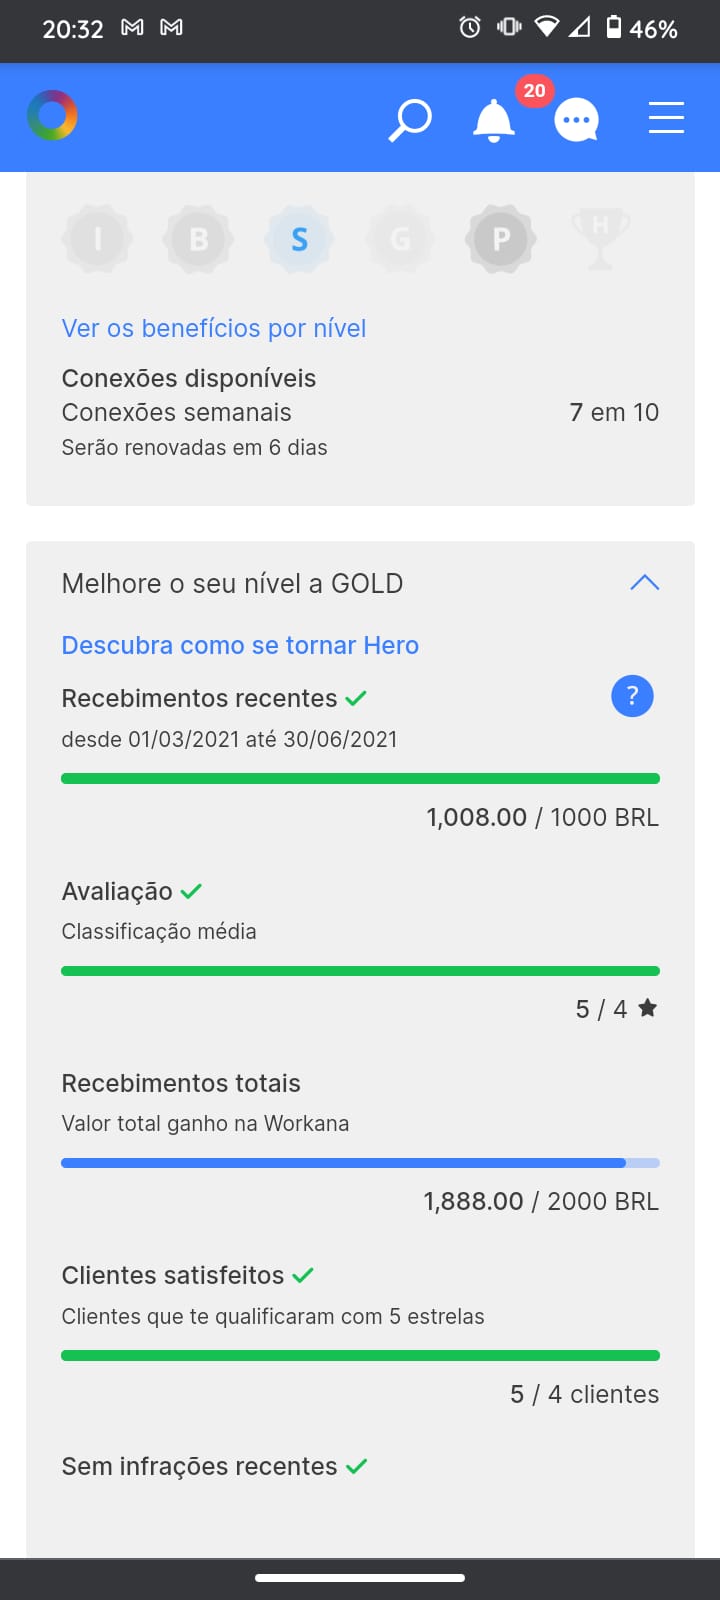 20:32
46%
20
I B S G P H
Ver os benefícios por nível
Conexões disponíveis
Conexões semanais 7 em 10
Serão renovadas em 6 dias
Melhore o seu nível a GOLD
Descubra como se tornar Hero
Recebimentos recentes ?
desde 01/03/2021 até 30/06/2021
1,008.00 / 1000 BRL
Avaliação
Classificação média
5 / 4
Recebimentos totais
Valor total ganho na Workana
1,888.00 / 2000 BRL
Clientes satisfeitos
Clientes que te qualificaram com 5 estrelas
5 / 4 clientes
Sem infrações recentes